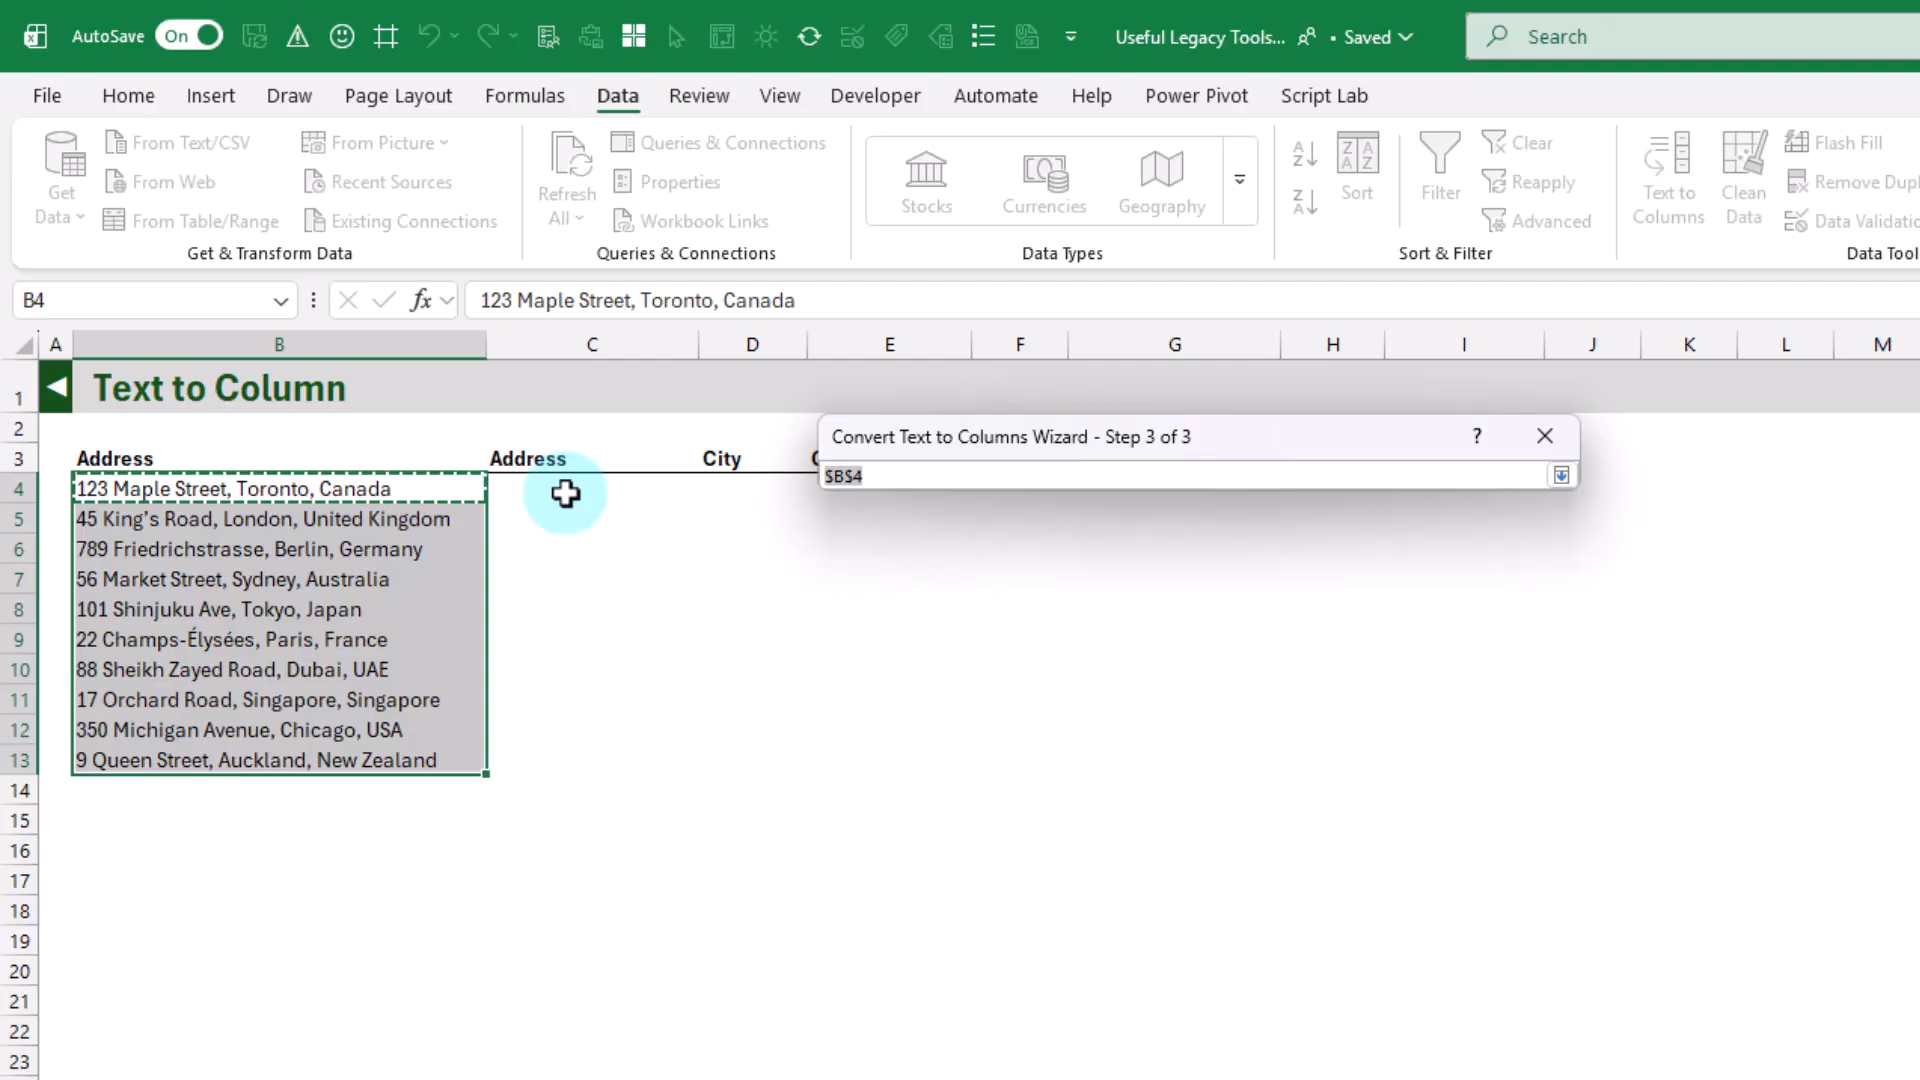 AutoSave On Useful Legacy Tools... • Saved Search
File Home Insert Draw Page Layout Formulas Data Review View Developer Automate Help Power Pivot Script Lab
Get Data
From Text/CSV
From Web
From Table/Range
From Picture
Recent Sources
Existing Connections
Get & Transform Data
Refresh All
Queries & Connections
Properties
Workbook Links
Queries & Connections
Stocks
Currencies
Geography
Data Types
Sort
Filter
Clear
Reapply
Advanced
Sort & Filter
Text to Columns
Clean Data
Flash Fill
Remove Dupl
Data Validatio
Data Tool
B4 fx 123 Maple Street, Toronto, Canada
A B C D E F G H I J K L M
1 Text to Column
2
3 Address Address City
4 123 Maple Street, Toronto, Canada
5 45 King's Road, London, United Kingdom
6 789 Friedrichstrasse, Berlin, Germany
7 56 Market Street, Sydney, Australia
8 101 Shinjuku Ave, Tokyo, Japan
9 22 Champs-Élysées, Paris, France
10 88 Sheikh Zayed Road, Dubai, UAE
11 17 Orchard Road, Singapore, Singapore
12 350 Michigan Avenue, Chicago, USA
13 9 Queen Street, Auckland, New Zealand
14
15
16
17
18
19
20
21
22
23
Convert Text to Columns Wizard - Step 3 of 3 ?
$B$4